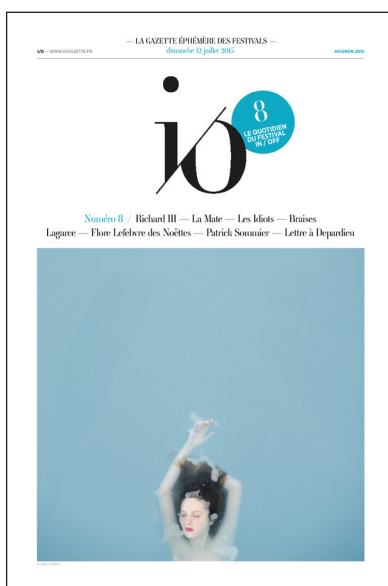 — LA GAZETTE ÉPHÉMÈRE DES FESTIVALS —
I/O — WWW.IOGAZETTE.FR
dimanche 12 juillet 2015
AVIGNON 2015
i/o
8
LE QUOTIDIEN
DU FESTIVAL
IN / OFF
Numéro 8 / Richard III — La Mate — Les Idiots — Braises
Lagarce — Flore Lefebvre des Noëttes — Patrick Sommier — Lettre à Depardieu